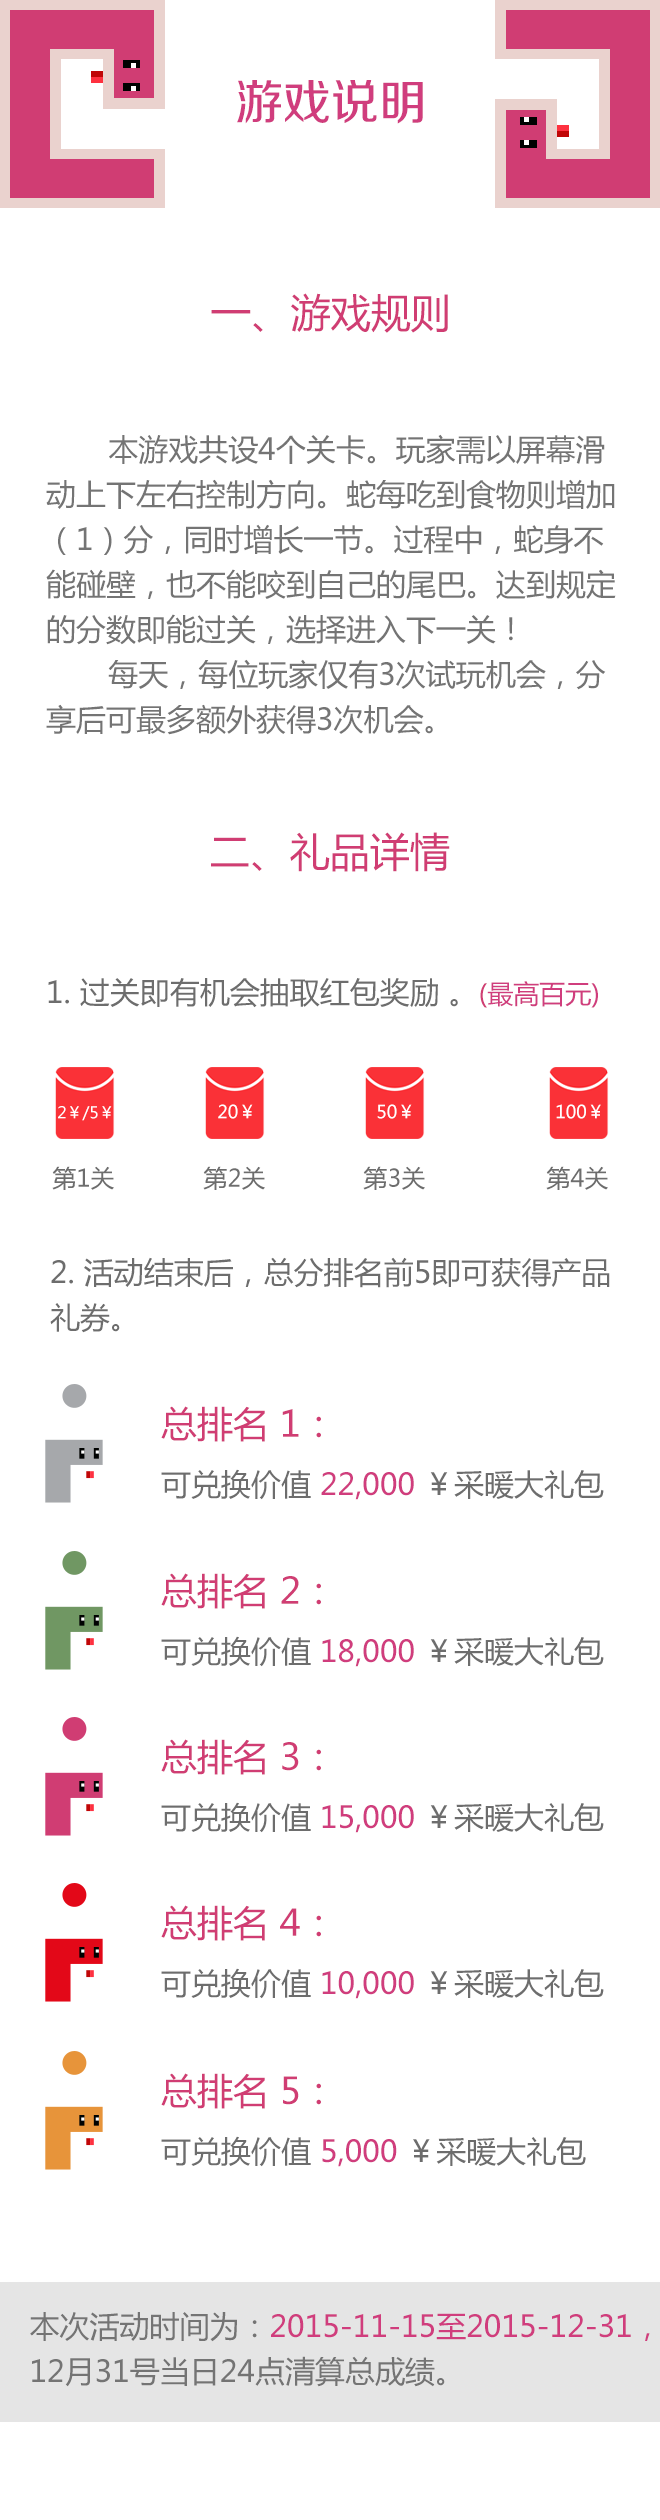 游戏说明
一、游戏规则
本游戏共设4个关卡。玩家需以屏幕滑
动上下左右控制方向。蛇每吃到食物则增加
（1）分，同时增长一节。过程中，蛇身不
能碰壁，也不能咬到自己的尾巴。达到规定
的分数即能过关，选择进入下一关！
每天，每位玩家仅有3次试玩机会，分
享后可最多额外获得3次机会。
二、礼品详情
1. 过关即有机会抽取红包奖励 。(最高百元)
2¥/5¥ 20¥ 50¥ 100¥
第1关 第2关 第3关 第4关
2. 活动结束后，总分排名前5即可获得产品
礼券。
总排名 1：
可兑换价值 22,000 ¥采暖大礼包
总排名 2：
可兑换价值 18,000 ¥采暖大礼包
总排名 3：
可兑换价值 15,000 ¥采暖大礼包
总排名 4：
可兑换价值 10,000 ¥采暖大礼包
总排名 5：
可兑换价值 5,000 ¥采暖大礼包
本次活动时间为：2015-11-15至2015-12-31，
12月31号当日24点清算总成绩。